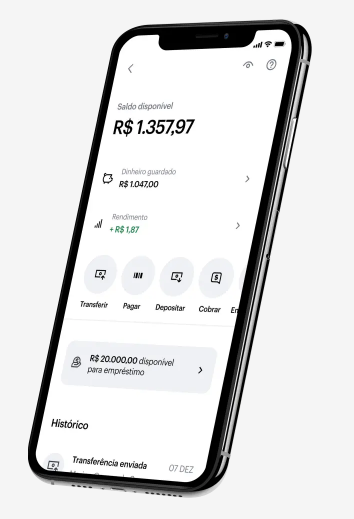 Saldo disponível
R$ 1.357,97
Dinheiro guardado
R$ 1.047,00
Rendimento
+ R$ 1,87
Transferir
Pagar
Depositar
Cobrar
R$ 20.000,00 disponível
para empréstimo
Histórico
Transferência enviada
07 DEZ